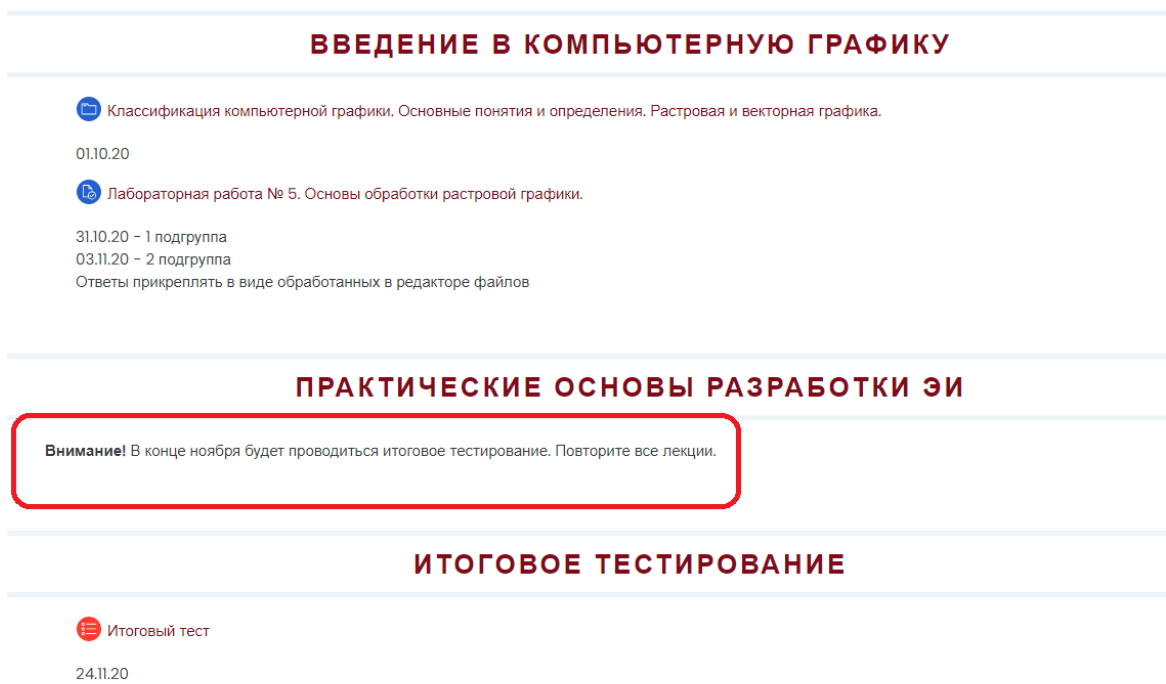 ВВЕДЕНИЕ В КОМПЬЮТЕРНУЮ ГРАФИКУ
Классификация компьютерной графики. Основные понятия и определения. Растровая и векторная графика.
01.10.20
Лабораторная работа № 5. Основы обработки растровой графики.
31.10.20 - 1 подгруппа
03.11.20 - 2 подгруппа
Ответы прикреплять в виде обработанных в редакторе файлов
ПРАКТИЧЕСКИЕ ОСНОВЫ РАЗРАБОТКИ ЭИ
Внимание! В конце ноября будет проводиться итоговое тестирование. Повторите все лекции.
ИТОГОВОЕ ТЕСТИРОВАНИЕ
Итоговый тест
24.11.20